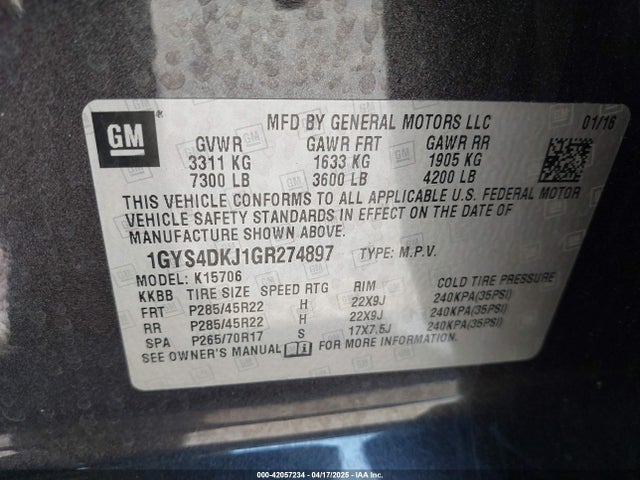 GM
MFD BY GENERAL MOTORS LLC 01/16
GVWR GAWR FRT GAWR RR
3311 KG 1633 KG 1905 KG
7300 LB 3600 LB 4200 LB
THIS VEHICLE CONFORMS TO ALL APPLICABLE U.S. FEDERAL MOTOR
VEHICLE SAFETY STANDARDS IN EFFECT ON THE DATE OF
MANUFACTURE SHOWN ABOVE.
1GYS4DKJ1GR274897 TYPE: M.P.V.
MODEL: K15706
KKBB TIRE SIZE SPEED RTG RIM COLD TIRE PRESSURE
FRT P285/45R22 H 22X9J 240KPA(35PSI)
RR P285/45R22 H 22X9J 240KPA(35PSI)
SPA P265/70R17 S 17X7.5J 240KPA(35PSI)
SEE OWNER'S MANUAL FOR MORE INFORMATION.
000-42057234 - 04/17/2025 - IAAI.com